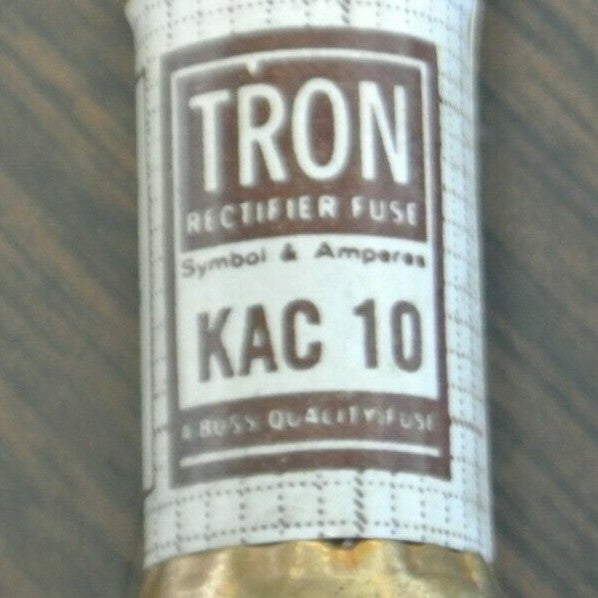 TRON
RECTIFIER FUSE
Symbol & Amperes
KAC 10
A BUSS QUALITY FUSE